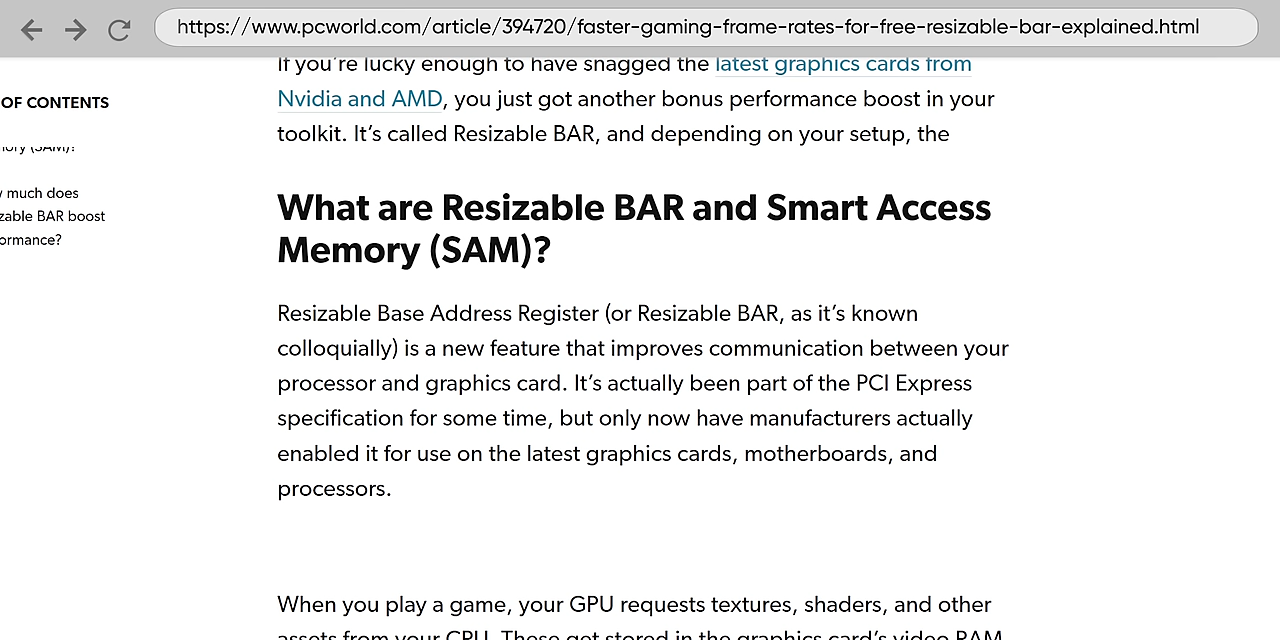 https://www.pcworld.com/article/394720/faster-gaming-frame-rates-for-free-resizable-bar-explained.html
If you’re lucky enough to have snagged the latest graphics cards from
Nvidia and AMD, you just got another bonus performance boost in your
toolkit. It’s called Resizable BAR, and depending on your setup, the
OF CONTENTS
(SAM)?
much does
zable BAR boost
ormance?
What are Resizable BAR and Smart Access
Memory (SAM)?
Resizable Base Address Register (or Resizable BAR, as it’s known
colloquially) is a new feature that improves communication between your
processor and graphics card. It’s actually been part of the PCI Express
specification for some time, but only now have manufacturers actually
enabled it for use on the latest graphics cards, motherboards, and
processors.
When you play a game, your GPU requests textures, shaders, and other
assets from your CPU. These get stored in the graphics card’s video RAM